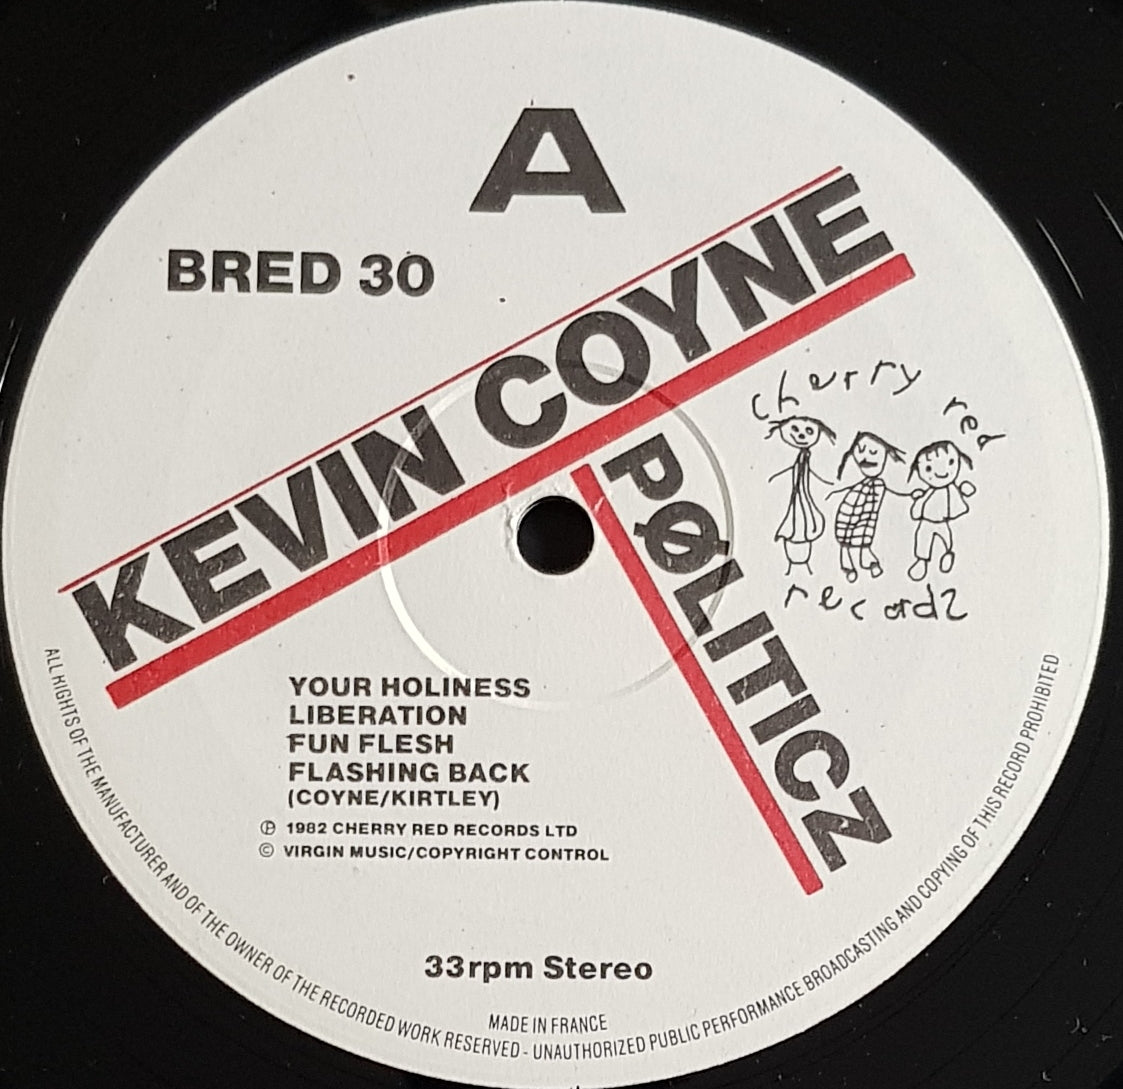 A
BRED 30
KEVIN COYNE
PØLITICZ
cherry red
recordz
YOUR HOLINESS
LIBERATION
FUN FLESH
FLASHING BACK
(COYNE/KIRTLEY)
℗ 1982 CHERRY RED RECORDS LTD
© VIRGIN MUSIC/COPYRIGHT CONTROL
33rpm Stereo
MADE IN FRANCE
ALL RIGHTS OF THE MANUFACTURER AND OF THE OWNER OF THE RECORDED WORK RESERVED - UNAUTHORIZED PUBLIC PERFORMANCE BROADCASTING AND COPYING OF THIS RECORD PROHIBITED